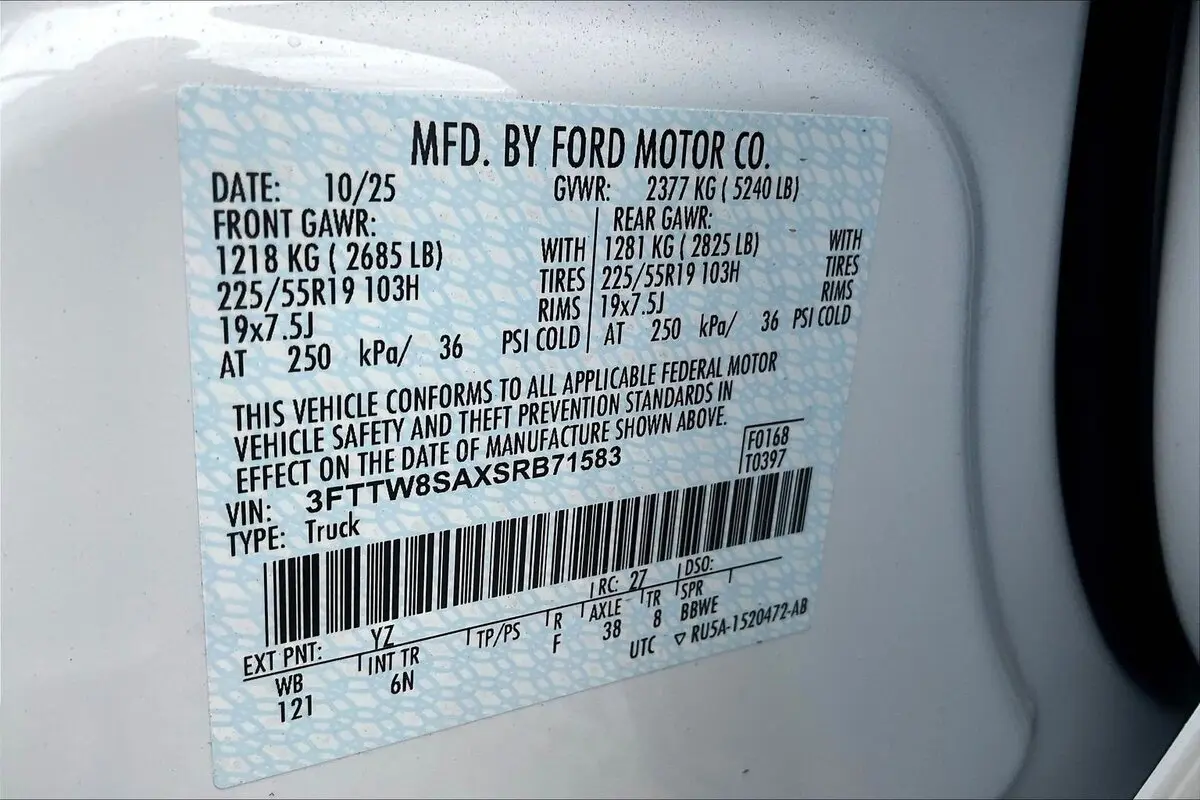 MFD. BY FORD MOTOR CO.
DATE: 10/25 GVWR: 2377 KG ( 5240 LB)
FRONT GAWR: REAR GAWR:
1218 KG ( 2685 LB) WITH 1281 KG ( 2825 LB) WITH
225/55R19 103H TIRES 225/55R19 103H TIRES
19x7.5J RIMS 19x7.5J RIMS
AT 250 kPa/ 36 PSI COLD AT 250 kPa/ 36 PSI COLD
THIS VEHICLE CONFORMS TO ALL APPLICABLE FEDERAL MOTOR
VEHICLE SAFETY AND THEFT PREVENTION STANDARDS IN
EFFECT ON THE DATE OF MANUFACTURE SHOWN ABOVE.
VIN: 3FTTW8SAXSRB71583
F0168
T0397
TYPE: Truck
EXT PNT: YZ RC: 27 DSO:
WB INT TR TP/PS R AXLE TR SPR
121 6N F 38 8 BBWE
UTC ▽ RU5A-1520472-AB